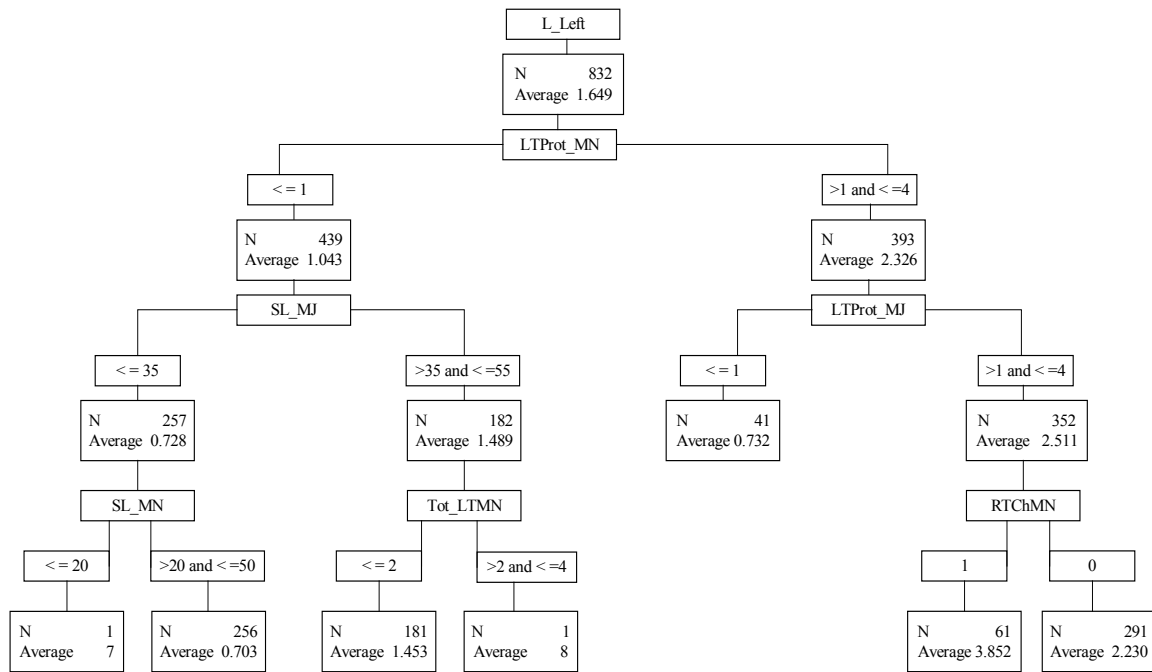 L_Left
N 832
Average 1.649
LTProt_MN
< = 1
>1 and < =4
N 439
Average 1.043
N 393
Average 2.326
SL_MJ
LTProt_MJ
< = 35
>35 and < =55
< = 1
>1 and < =4
N 257
Average 0.728
N 182
Average 1.489
N 41
Average 0.732
N 352
Average 2.511
SL_MN
Tot_LTMN
RTChMN
< = 20
>20 and < =50
< = 2
>2 and < =4
1
0
N 1
Average 7
N 256
Average 0.703
N 181
Average 1.453
N 1
Average 8
N 61
Average 3.852
N 291
Average 2.230